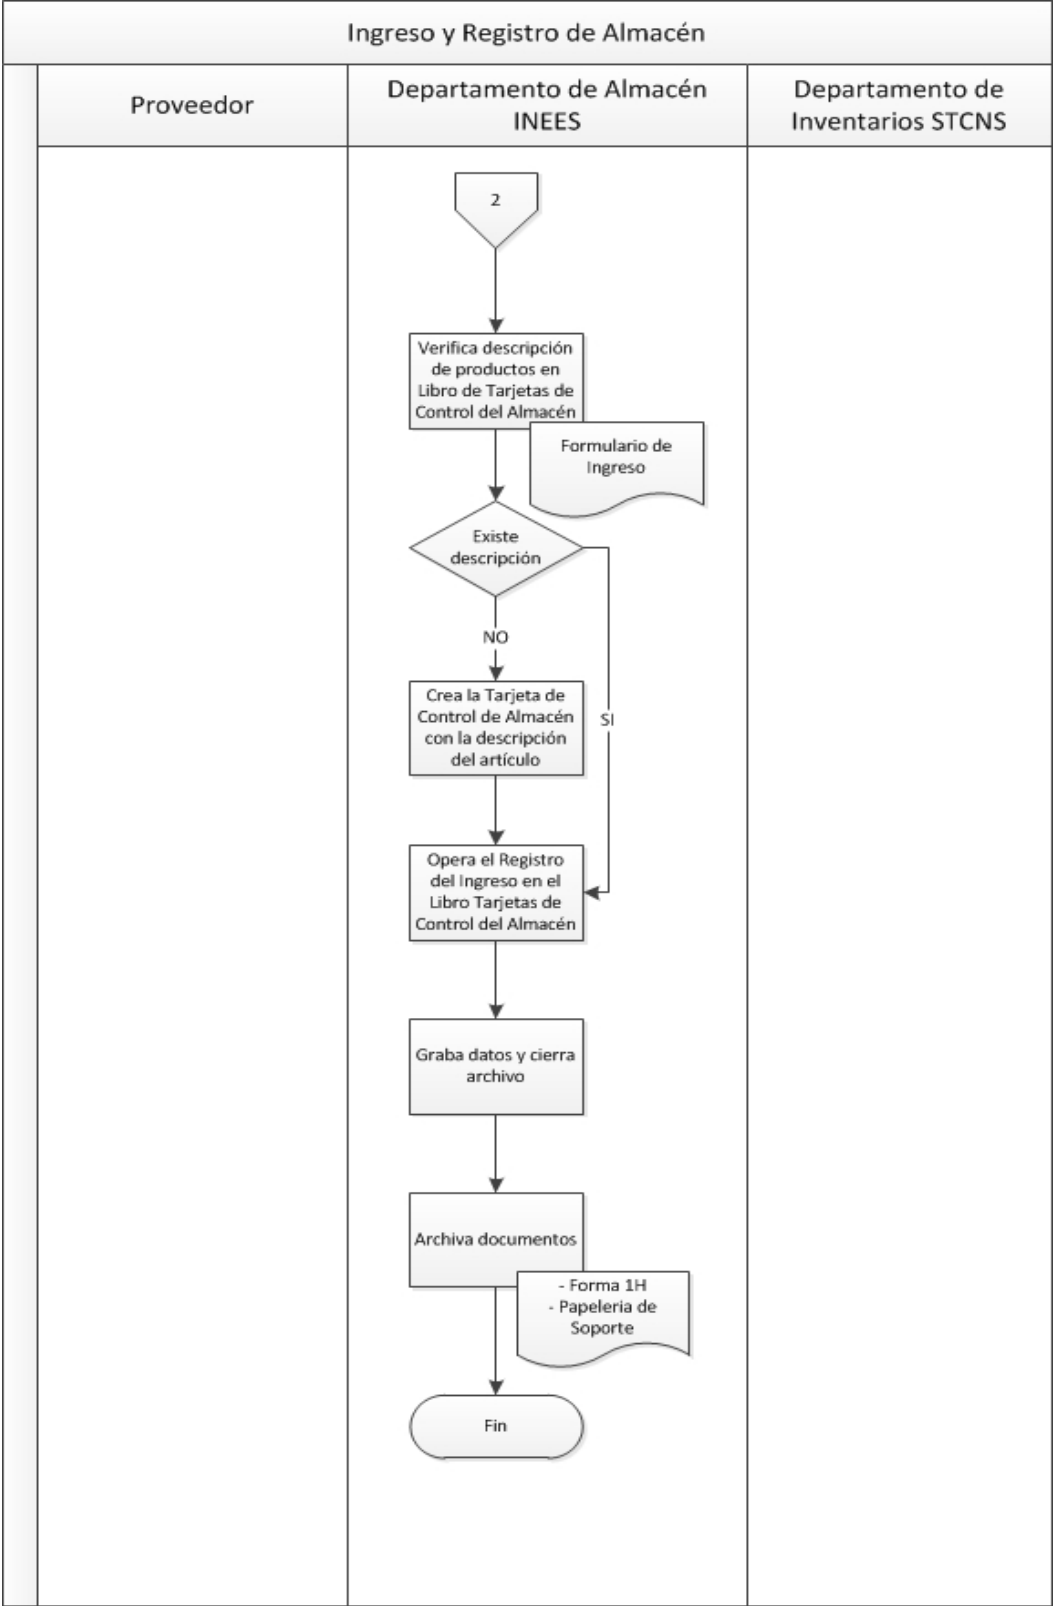 Ingreso y Registro de Almacén
Proveedor
Departamento de Almacén
INEES
Departamento de
Inventarios STCNS
2
Verifica descripción
de productos en
Libro de Tarjetas de
Control del Almacén
Formulario de
Ingreso
Existe
descripción
NO
SI
Crea la Tarjeta de
Control de Almacén
con la descripción
del artículo
Opera el Registro
del Ingreso en el
Libro Tarjetas de
Control del Almacén
Graba datos y cierra
archivo
Archiva documentos
- Forma 1H
- Papeleria de
Soporte
Fin